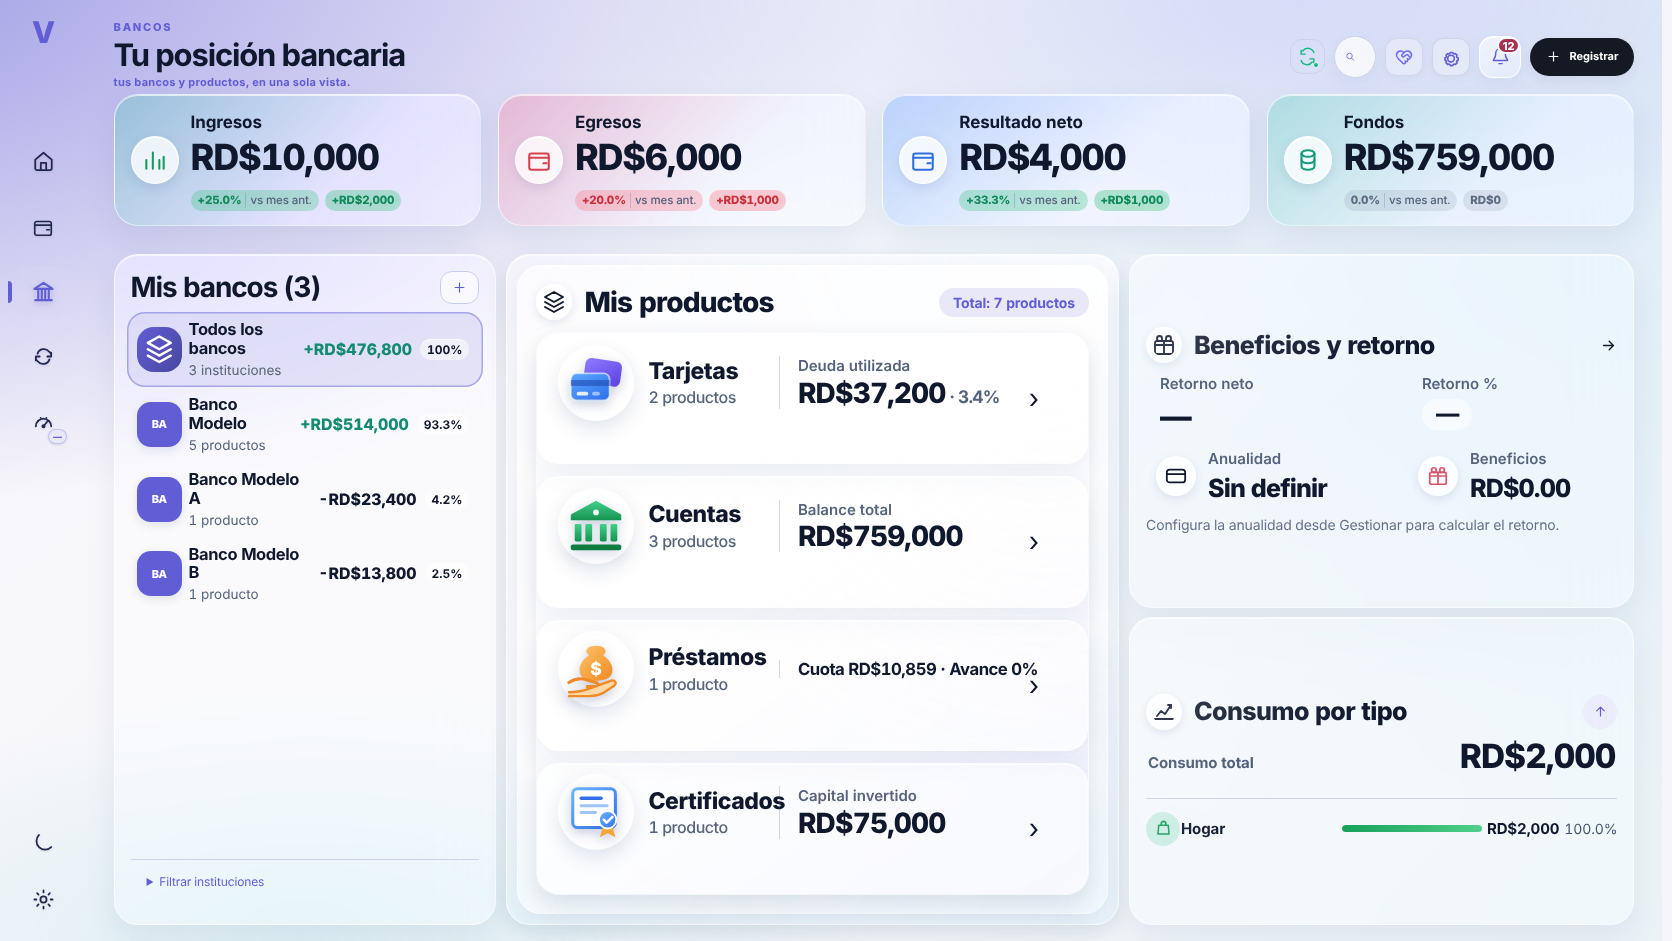 V
BANCOS
Tu posición bancaria
tus bancos y productos, en una sola vista.
12
+ Registrar
Ingresos
RD$10,000
+25.0% vs mes ant. +RD$2,000
Egresos
RD$6,000
+20.0% vs mes ant. +RD$1,000
Resultado neto
RD$4,000
+33.3% vs mes ant. +RD$1,000
Fondos
RD$759,000
0.0% vs mes ant. RD$0
Mis bancos (3)
+
Todos los
bancos
3 instituciones
+RD$476,800 100%
BA
Banco
Modelo
5 productos
+RD$514,000 93.3%
BA
Banco Modelo
A
1 producto
-RD$23,400 4.2%
BA
Banco Modelo
B
1 producto
-RD$13,800 2.5%
Filtrar instituciones
Mis productos
Total: 7 productos
Tarjetas
2 productos
Deuda utilizada
RD$37,200 · 3.4%
Cuentas
3 productos
Balance total
RD$759,000
$
Préstamos
1 producto
Cuota RD$10,859 · Avance 0%
Certificados
1 producto
Capital invertido
RD$75,000
Beneficios y retorno
Retorno neto
—
Retorno %
—
Anualidad
Sin definir
Beneficios
RD$0.00
Configura la anualidad desde Gestionar para calcular el retorno.
Consumo por tipo
Consumo total
RD$2,000
Hogar
RD$2,000 100.0%